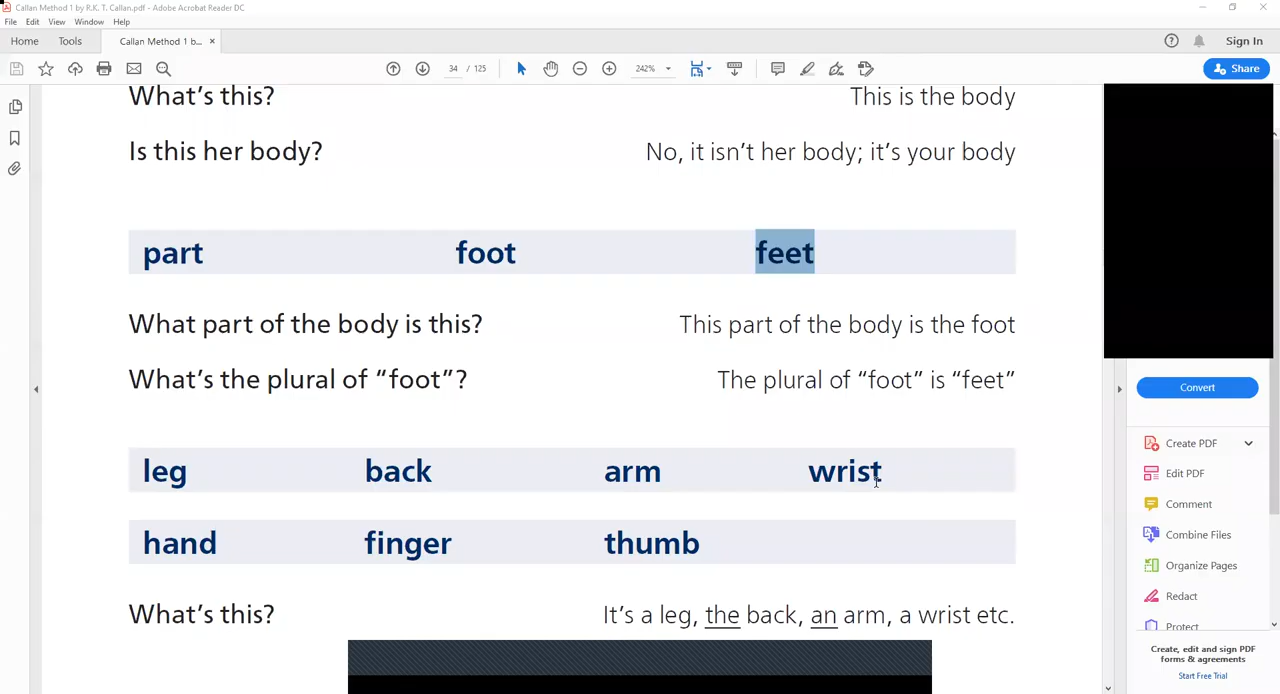 Callan Method 1 by R.K. T. Callan.pdf - Adobe Acrobat Reader DC
File Edit View Window Help
Home Tools Callan Method 1 b... × Sign In
34 / 125 242% Share
What's this? This is the body
Is this her body? No, it isn't her body; it's your body
part foot feet
What part of the body is this? This part of the body is the foot
What's the plural of “foot”? The plural of “foot” is “feet”
Convert
leg back arm wrist
Create PDF
Edit PDF
Comment
hand finger thumb
Combine Files
Organize Pages
Redact
What's this? It's a leg, the back, an arm, a wrist etc.
Protect
Create, edit and sign PDF
forms & agreements
Start Free Trial